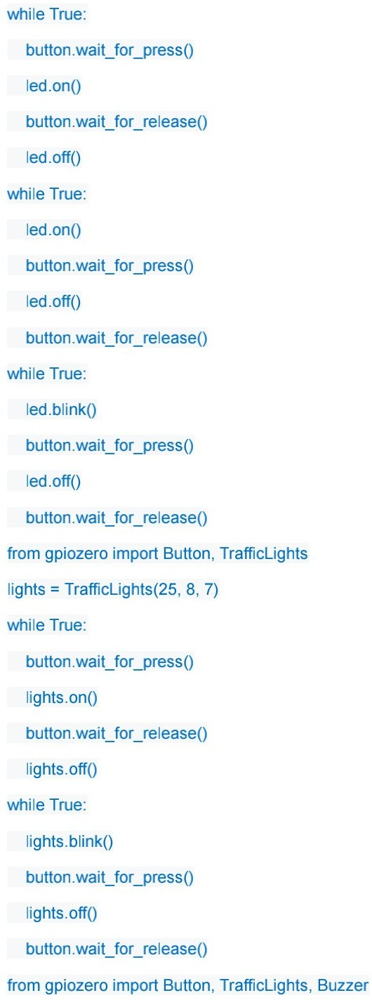 while True:
    button.wait_for_press()
    led.on()
    button.wait_for_release()
    led.off()
while True:
    led.on()
    button.wait_for_press()
    led.off()
    button.wait_for_release()
while True:
    led.blink()
    button.wait_for_press()
    led.off()
    button.wait_for_release()
from gpiozero import Button, TrafficLights
lights = TrafficLights(25, 8, 7)
while True:
    button.wait_for_press()
    lights.on()
    button.wait_for_release()
    lights.off()
while True:
    lights.blink()
    button.wait_for_press()
    lights.off()
    button.wait_for_release()
from gpiozero import Button, TrafficLights, Buzzer